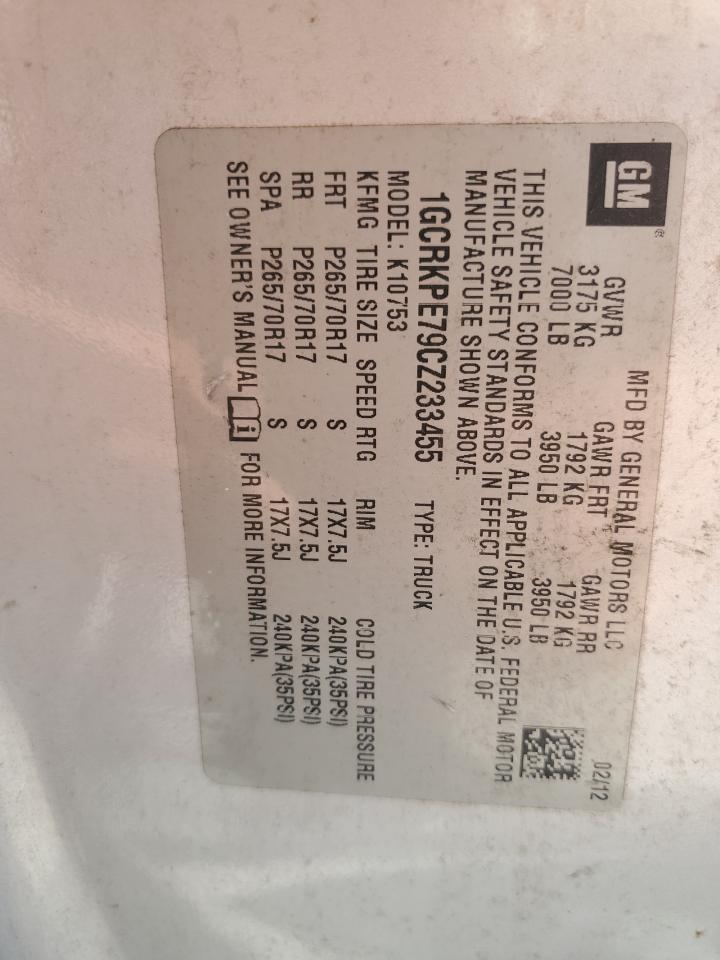 GM®
MFD BY GENERAL MOTORS LLC 02/12
GVWR GAWR FRT GAWR RR
3175 KG 1792 KG 1792 KG
7000 LB 3950 LB 3950 LB
THIS VEHICLE CONFORMS TO ALL APPLICABLE U.S. FEDERAL MOTOR
VEHICLE SAFETY STANDARDS IN EFFECT ON THE DATE OF
MANUFACTURE SHOWN ABOVE.
1GCRKPE79CZ233455 TYPE: TRUCK
MODEL: K10753
KFMG TIRE SIZE SPEED RTG RIM COLD TIRE PRESSURE
FRT P265/70R17 S 17X7.5J 240KPA(35PSI)
RR P265/70R17 S 17X7.5J 240KPA(35PSI)
SPA P265/70R17 S 17X7.5J 240KPA(35PSI)
SEE OWNER'S MANUAL i FOR MORE INFORMATION.